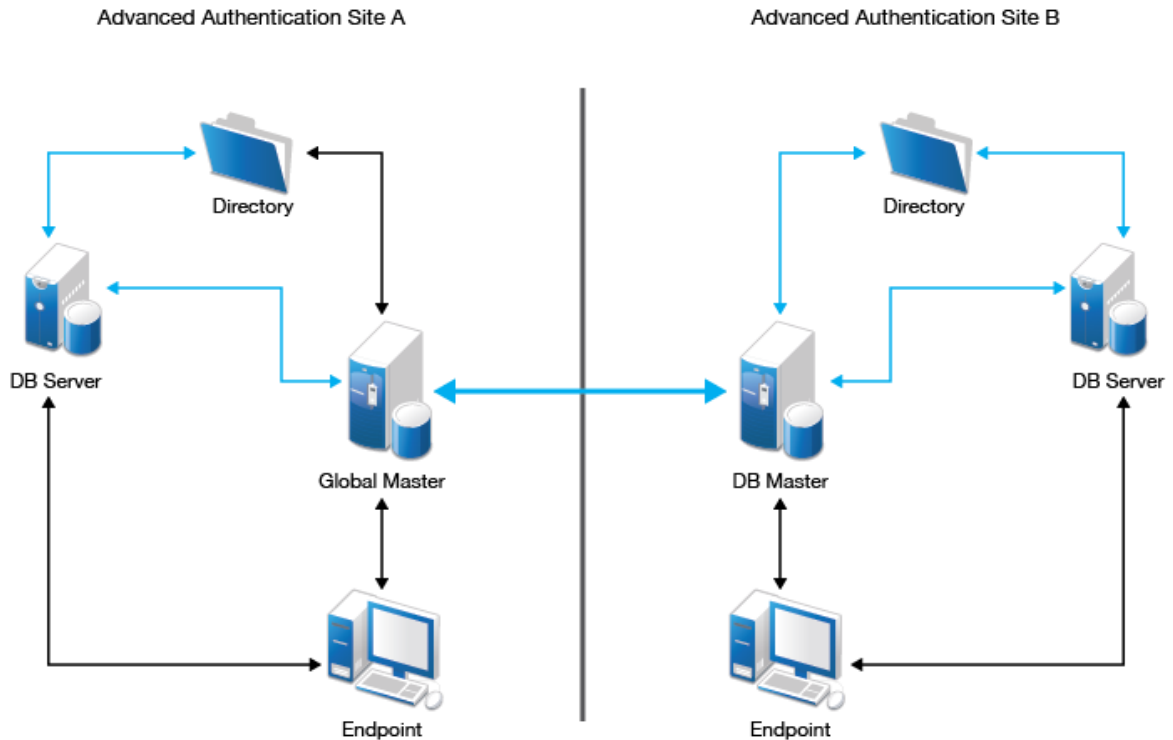 Advanced Authentication Site A
Advanced Authentication Site B
Directory
Directory
DB Server
DB Server
Global Master
DB Master
Endpoint
Endpoint